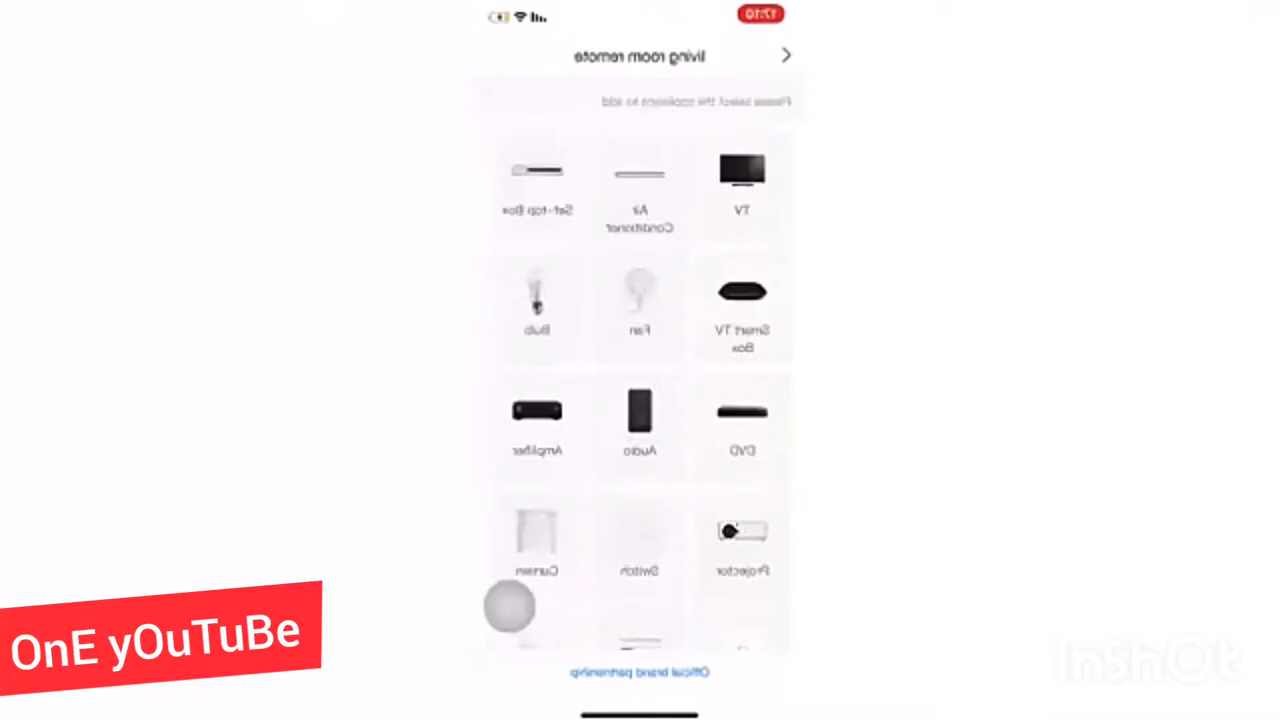 17:10
living room remote
Please select the appliance to add
TV
Air
Conditioner
Set-top Box
Smart TV
Box
Fan
Bulb
DVD
Audio
Amplifier
Projector
Switch
Curtain
Official brand partnership
OnE yOuTuBe
InShOt